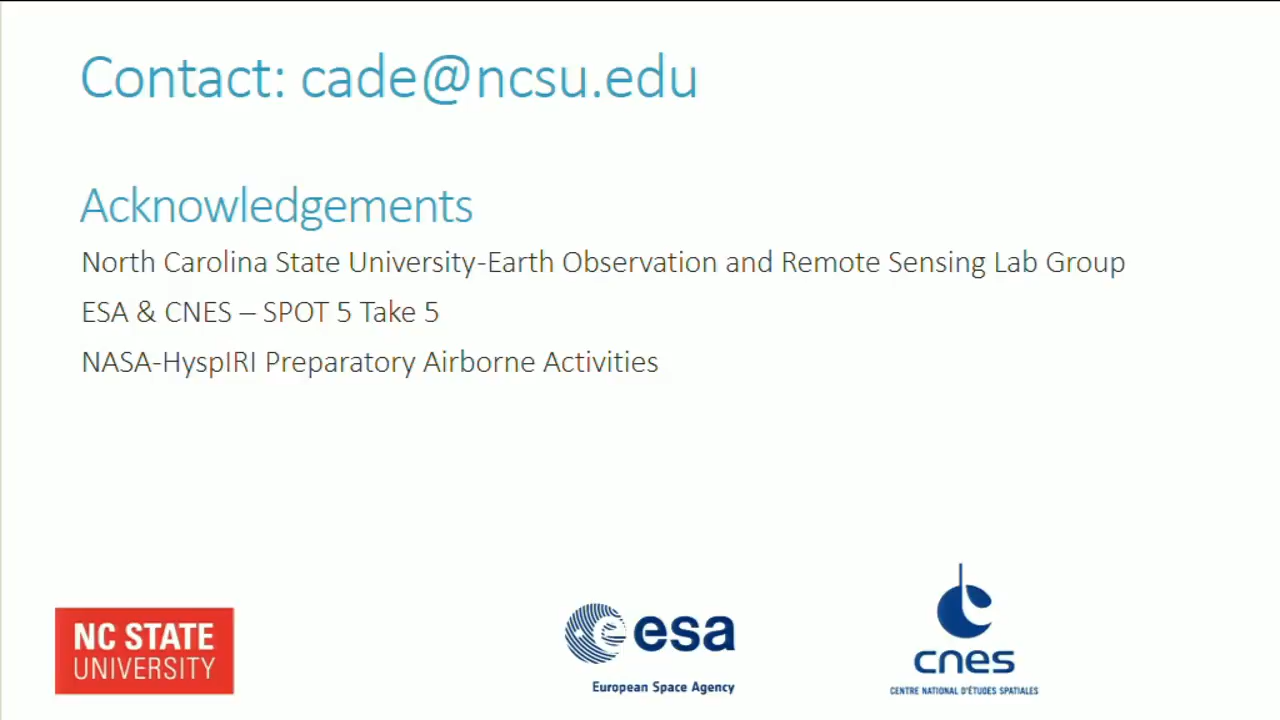 Contact: cade@ncsu.edu
Acknowledgements
North Carolina State University-Earth Observation and Remote Sensing Lab Group
ESA & CNES – SPOT 5 Take 5
NASA-HyspIRI Preparatory Airborne Activities
NC STATE
UNIVERSITY
esa
European Space Agency
cnes
CENTRE NATIONAL D'ÉTUDES SPATIALES